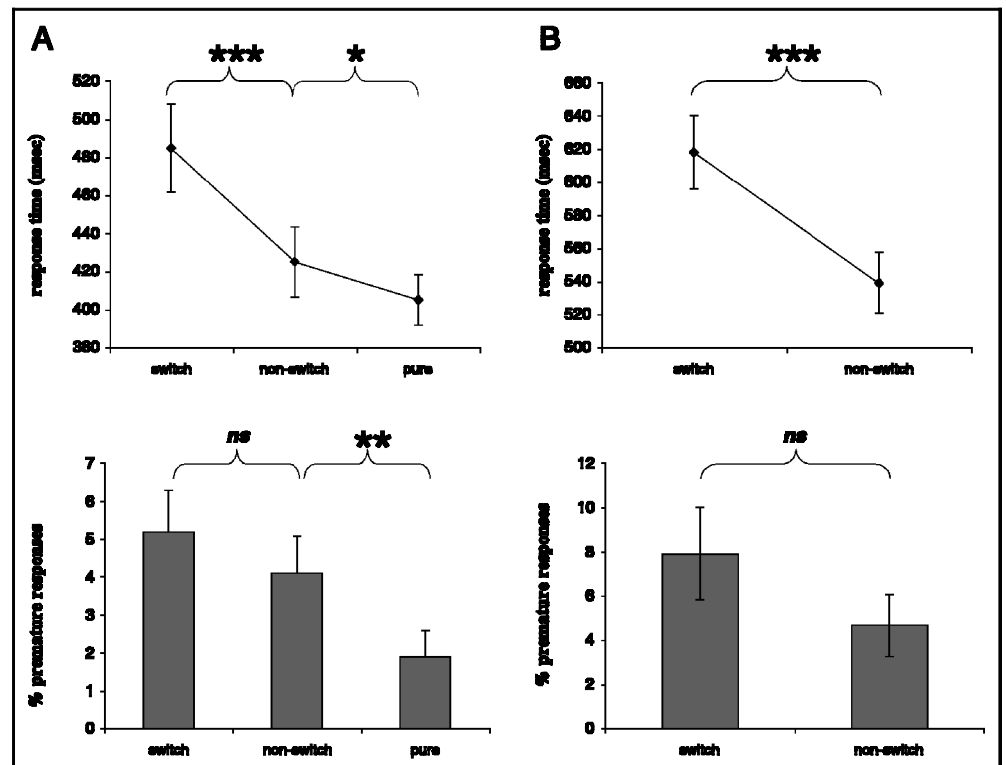 A
*** *
520
500
480
460
440
420
400
380
response time (msec)
switch non-switch pure
B
***
660
640
620
600
580
560
540
520
500
response time (msec)
switch non-switch
ns **
7
6
5
4
3
2
1
0
% premature responses
switch non-switch pure
ns
12
10
8
6
4
2
0
% premature responses
switch non-switch